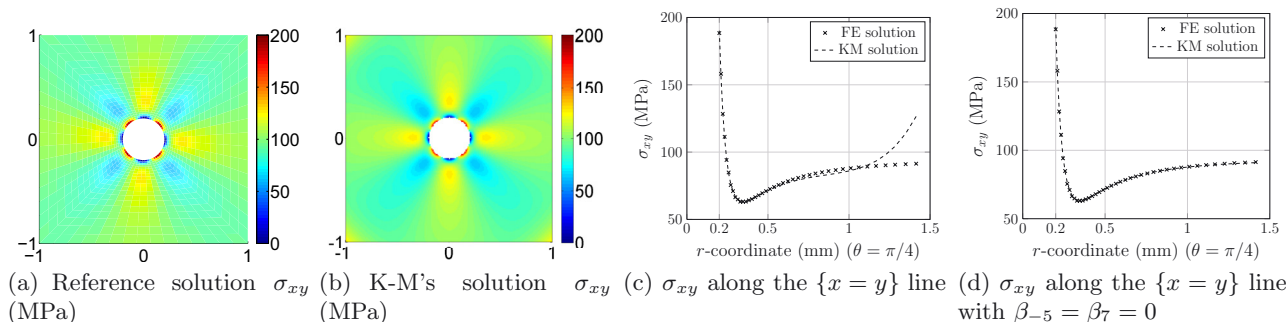 1
0
−1
−1
0
1
200
150
100
50
0
1
0
-1
-1
0
1
200
150
100
50
0
200
150
100
50
σxy (MPa)
× FE solution
KM solution
0.2
0.5
1
1.5
r-coordinate (mm) (θ = π/4)
200
150
100
50
σxy (MPa)
× FE solution
KM solution
0.2
0.5
1
1.5
r-coordinate (mm) (θ = π/4)
(a) Reference solution σxy
(MPa)
(b) K-M's solution σxy
(MPa)
(c) σxy along the {x = y} line
(d) σxy along the {x = y} line
with β−5 = β7 = 0